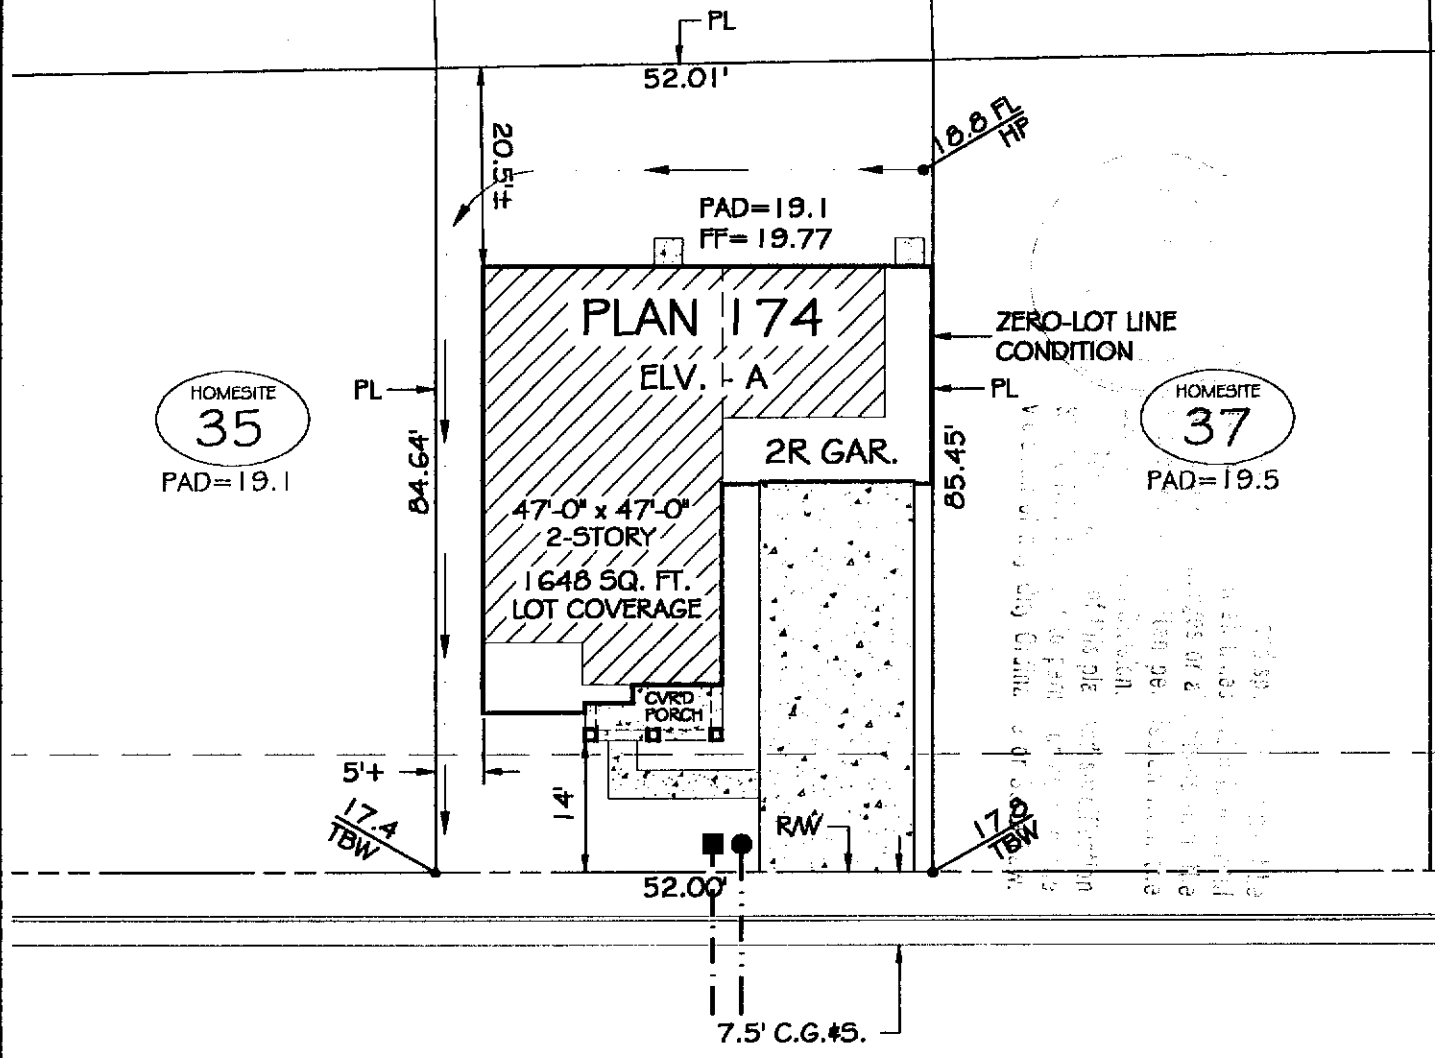 PL
52.01'
18.8 FL
HP
20.5'±
PAD=19.1
FF=19.77
PLAN 174
ELV. - A
ZERO-LOT LINE
CONDITION
HOMESITE
35
PAD=19.1
PL
PL
HOMESITE
37
PAD=19.5
84.64'
85.45'
2R GAR.
47'-0" x 47'-0"
2-STORY
1648 SQ. FT.
LOT COVERAGE
CVRD
PORCH
5'+
14'
17.4
TBW
R/W
17.8
TBW
52.00'
7.5' C.G.&S.